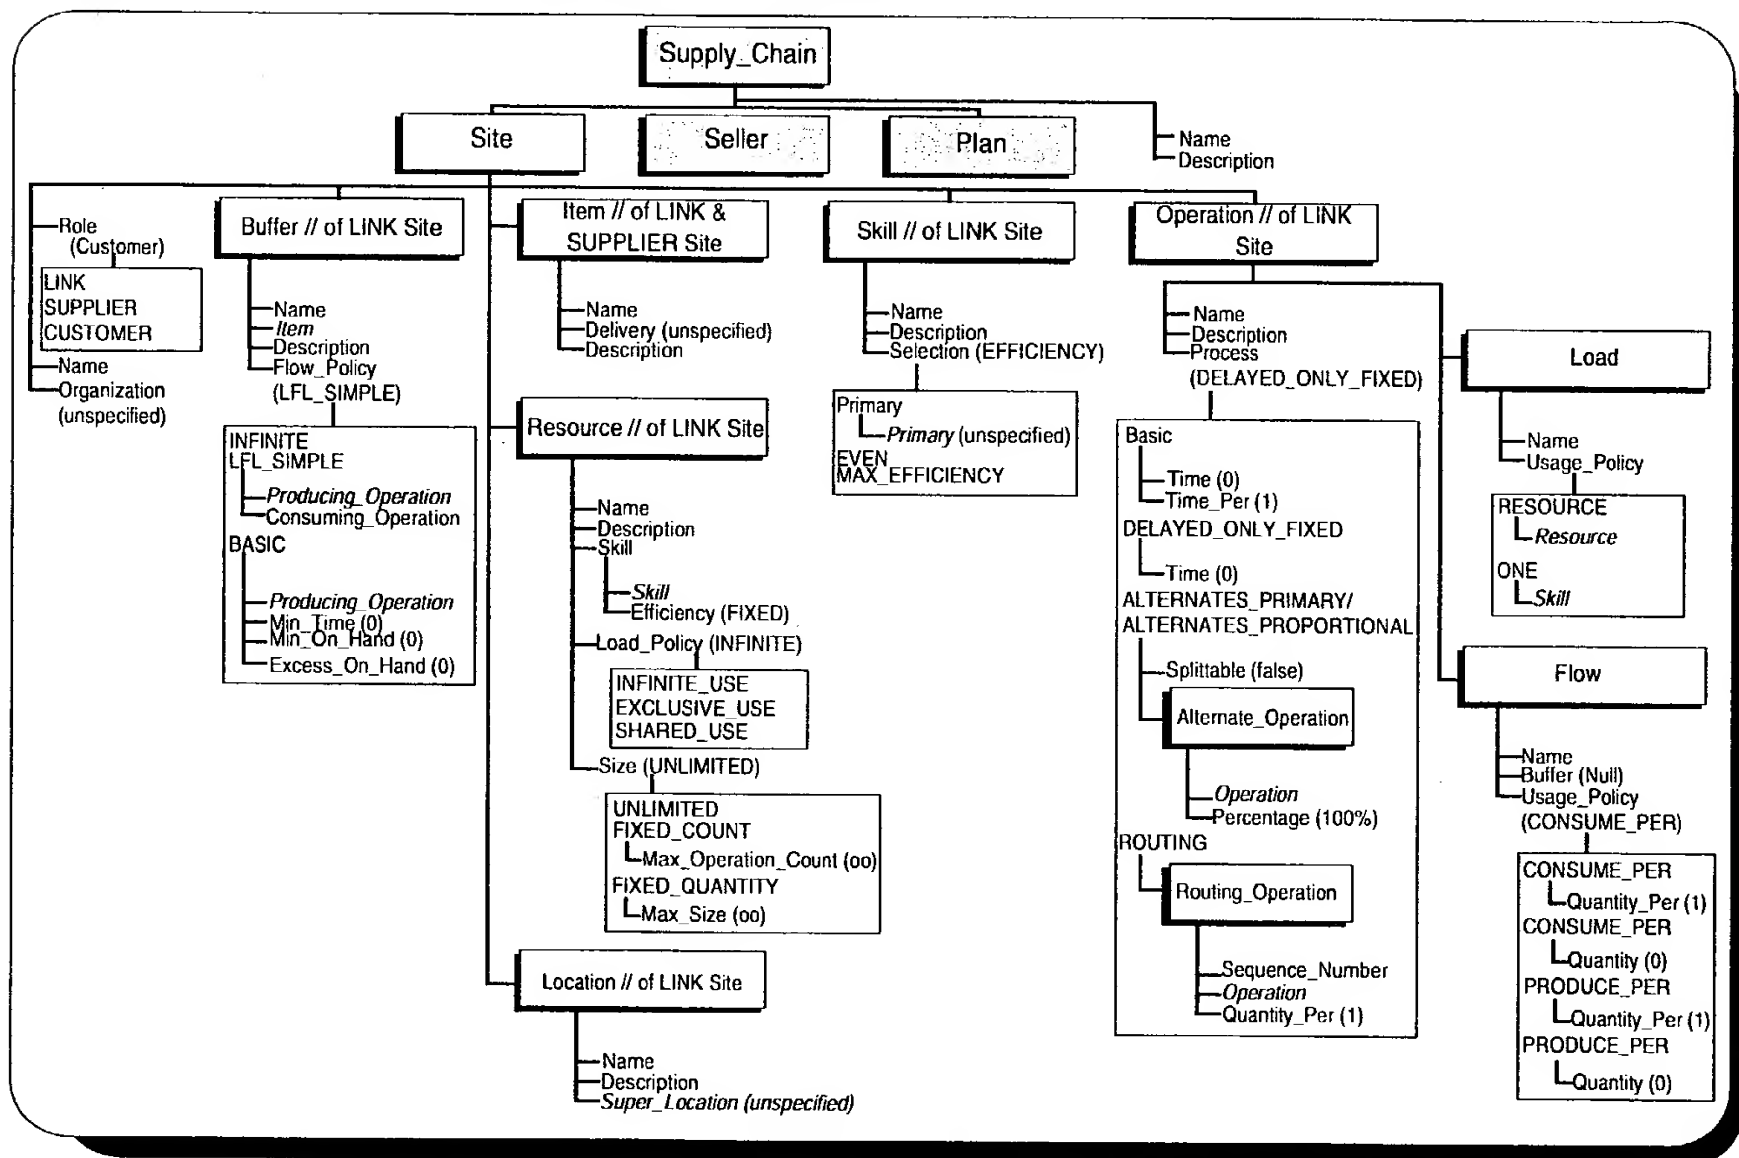 Supply_Chain
Site
Seller
Plan
Name
Description
Role
(Customer)
LINK
SUPPLIER
CUSTOMER
Name
Organization
(unspecified)
Buffer // of LINK Site
Name
Item
Description
Flow_Policy
(LFL_SIMPLE)
INFINITE
LFL_SIMPLE
Producing_Operation
Consuming_Operation
BASIC
Producing_Operation
Min_Time (0)
Min_On_Hand (0)
Excess_On_Hand (0)
Item // of LINK &
SUPPLIER Site
Name
Delivery (unspecified)
Description
Resource // of LINK Site
Name
Description
Skill
Skill
Efficiency (FIXED)
Load_Policy (INFINITE)
INFINITE_USE
EXCLUSIVE_USE
SHARED_USE
Size (UNLIMITED)
UNLIMITED
FIXED_COUNT
Max_Operation_Count (oo)
FIXED_QUANTITY
Max_Size (oo)
Location // of LINK Site
Name
Description
Super_Location (unspecified)
Skill // of LINK Site
Name
Description
Selection (EFFICIENCY)
Primary
Primary (unspecified)
EVEN
MAX_EFFICIENCY
Operation // of LINK
Site
Name
Description
Process
(DELAYED_ONLY_FIXED)
Basic
Time (0)
Time_Per (1)
DELAYED_ONLY_FIXED
Time (0)
ALTERNATES_PRIMARY/
ALTERNATES_PROPORTIONAL
Splittable (false)
Alternate_Operation
Operation
Percentage (100%)
ROUTING
Routing_Operation
Sequence_Number
Operation
Quantity_Per (1)
Load
Name
Usage_Policy
RESOURCE
Resource
ONE
Skill
Flow
Name
Buffer (Null)
Usage_Policy
(CONSUME_PER)
CONSUME_PER
Quantity_Per (1)
CONSUME_PER
Quantity (0)
PRODUCE_PER
Quantity_Per (1)
PRODUCE_PER
Quantity (0)